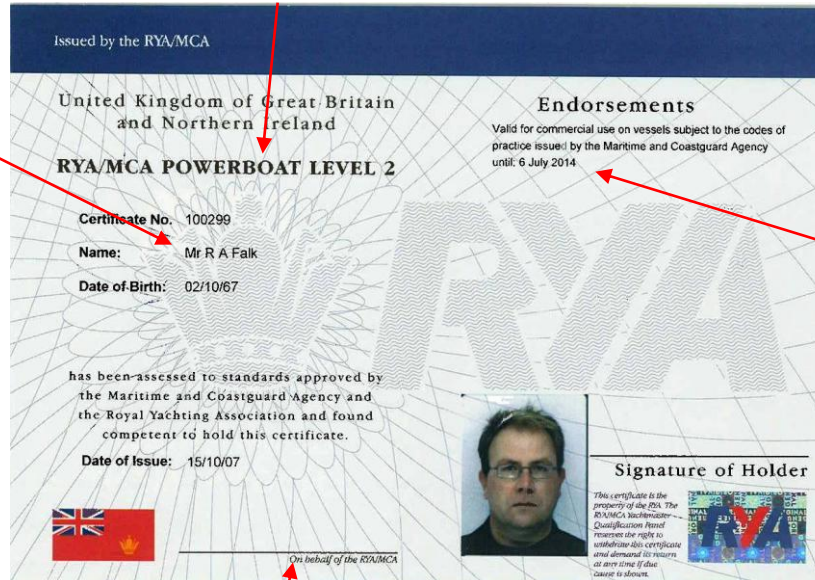 Issued by the RYA/MCA
United Kingdom of Great Britain
and Northern Ireland
RYA/MCA POWERBOAT LEVEL 2
Certificate No. 100299
Name: Mr R A Falk
Date of Birth: 02/10/67
has been assessed to standards approved by
the Maritime and Coastguard Agency and
the Royal Yachting Association and found
competent to hold this certificate.
Date of Issue: 15/10/07
On behalf of the RYA/MCA
Endorsements
Valid for commercial use on vessels subject to the codes of
practice issued by the Maritime and Coastguard Agency
until: 6 July 2014
RYA
Signature of Holder
This certificate is the
property of the RYA. The
RYA/MCA Yachtmaster
Qualification Panel
reserves the right to
withdraw this certificate
and demand its return
at any time if due
cause is shown.
RYA